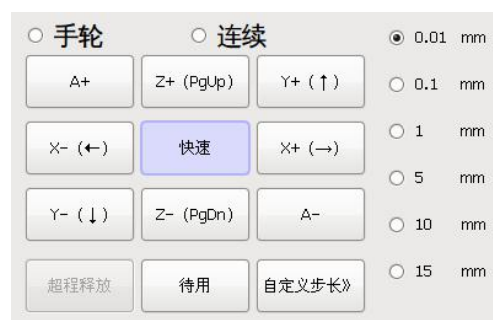 手轮 连续 0.01 mm
A+ Z+ (PgUp) Y+ (↑) 0.1 mm
X- (←) 快速 X+ (→) 1 mm
5 mm
Y- (↓) Z- (PgDn) A- 10 mm
超程释放 待用 自定义步长》 15 mm